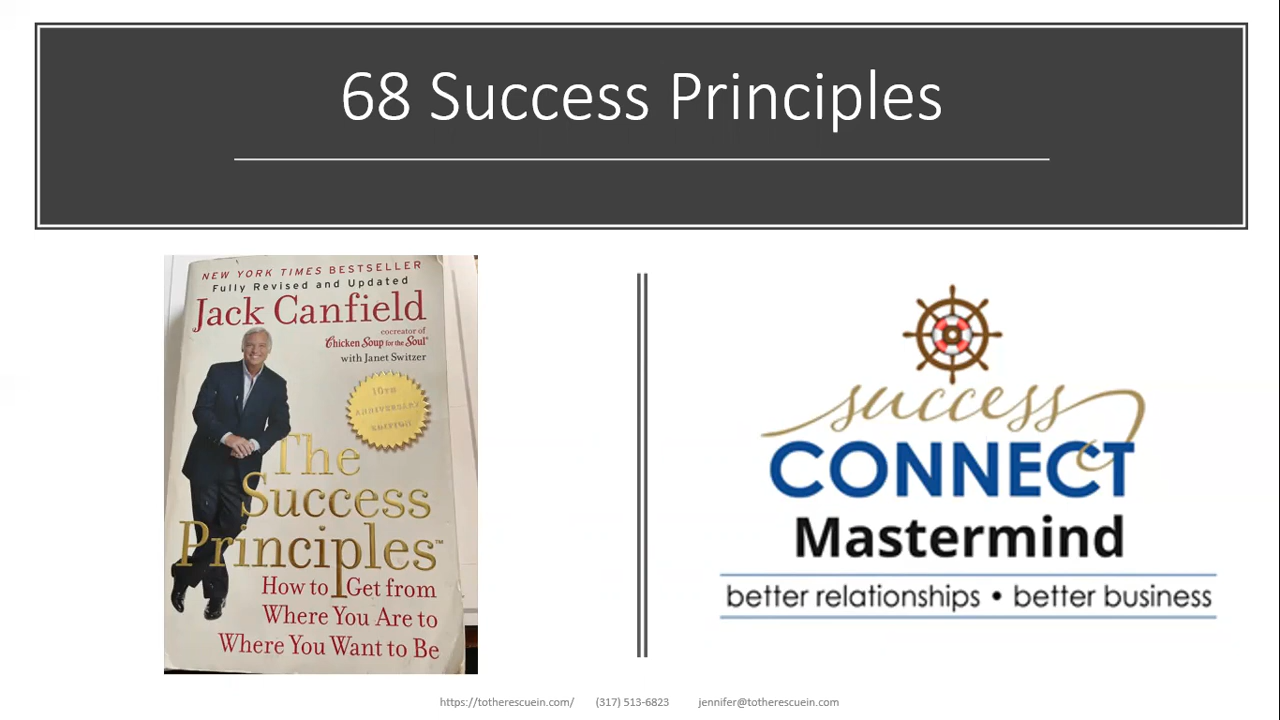 68 Success Principles
NEW YORK TIMES BESTSELLER
Fully Revised and Updated
Jack Canfield
cocreator of
Chicken Soup for the Soul®
with Janet Switzer
10TH
ANNIVERSARY
EDITION
The
Success
Principles™
How to Get from
Where You Are to
Where You Want to Be
success
CONNECT
Mastermind
better relationships • better business
https://totherescuein.com/ (317) 513-6823 jennifer@totherescuein.com